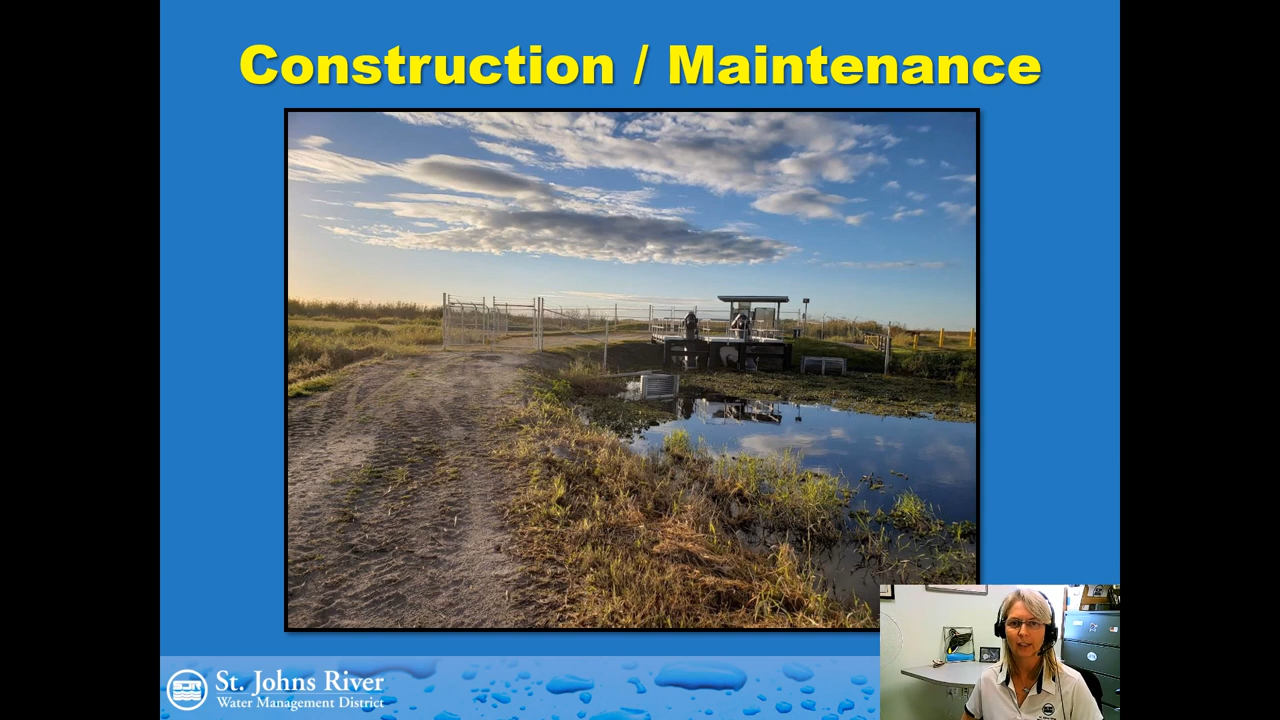 Construction / Maintenance
St. Johns River
Water Management District